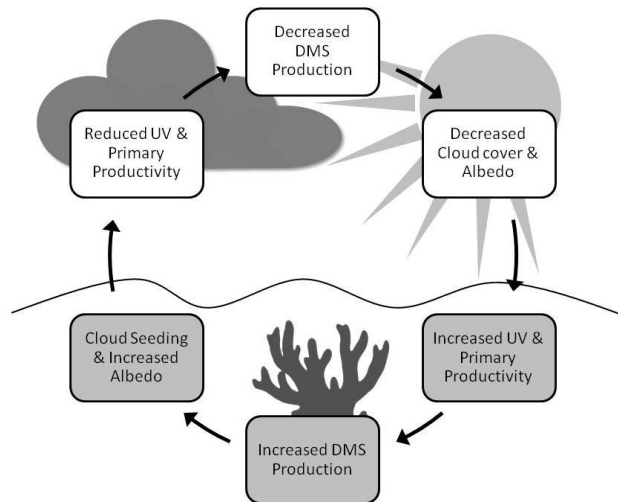 Decreased
DMS
Production
Reduced UV &
Primary
Productivity
Decreased
Cloud cover &
Albedo
Cloud Seeding
& Increased
Albedo
Increased UV &
Primary
Productivity
Increased DMS
Production